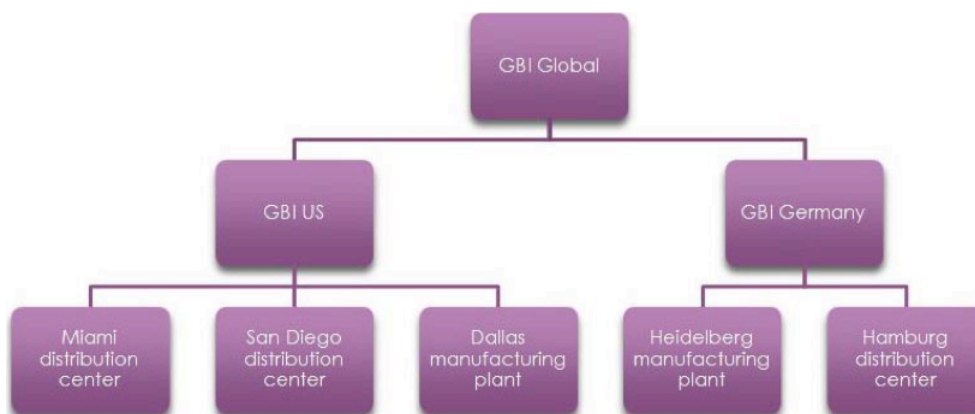 GBI Global
GBI US
GBI Germany
Miami
distribution
center
San Diego
distribution
center
Dallas
manufacturing
plant
Heidelberg
manufacturing
plant
Hamburg
distribution
center